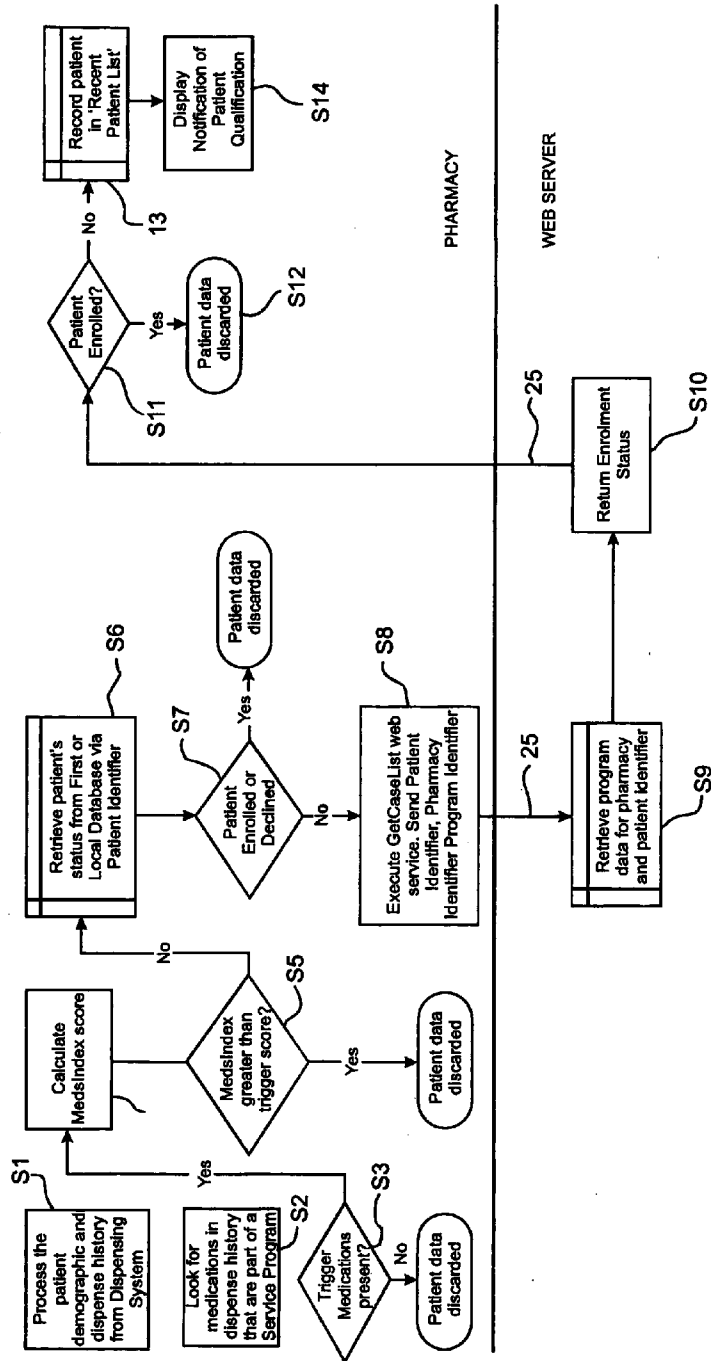 S1
Process the
patient
demographic and
dispense history
from Dispensing
System
Look for
medications in
dispense history
that are part of a
Service Program
S2
Trigger
Medications
present?
S3
No
Patient data
discarded
Yes
Calculate
MedsIndex score
MedsIndex
greater than
trigger score?
S5
Yes
Patient data
discarded
No
Retrieve patient's
status from First or
Local Database via
Patient Identifier
S6
Patient
Enrolled or
Declined
S7
Yes
Patient data
discarded
No
Execute GetCaseList web
service. Send Patient
Identifier, Pharmacy
Identifier Program Identifier
S8
25
Retrieve program
data for pharmacy
and patient identifier
S9
Return Enrolment
Status
S10
25
Patient
Enrolled?
S11
Yes
Patient data
discarded
S12
No
Record patient
in 'Recent
Patient List'
13
Display
Notification of
Patient
Qualification
S14
PHARMACY
WEB SERVER